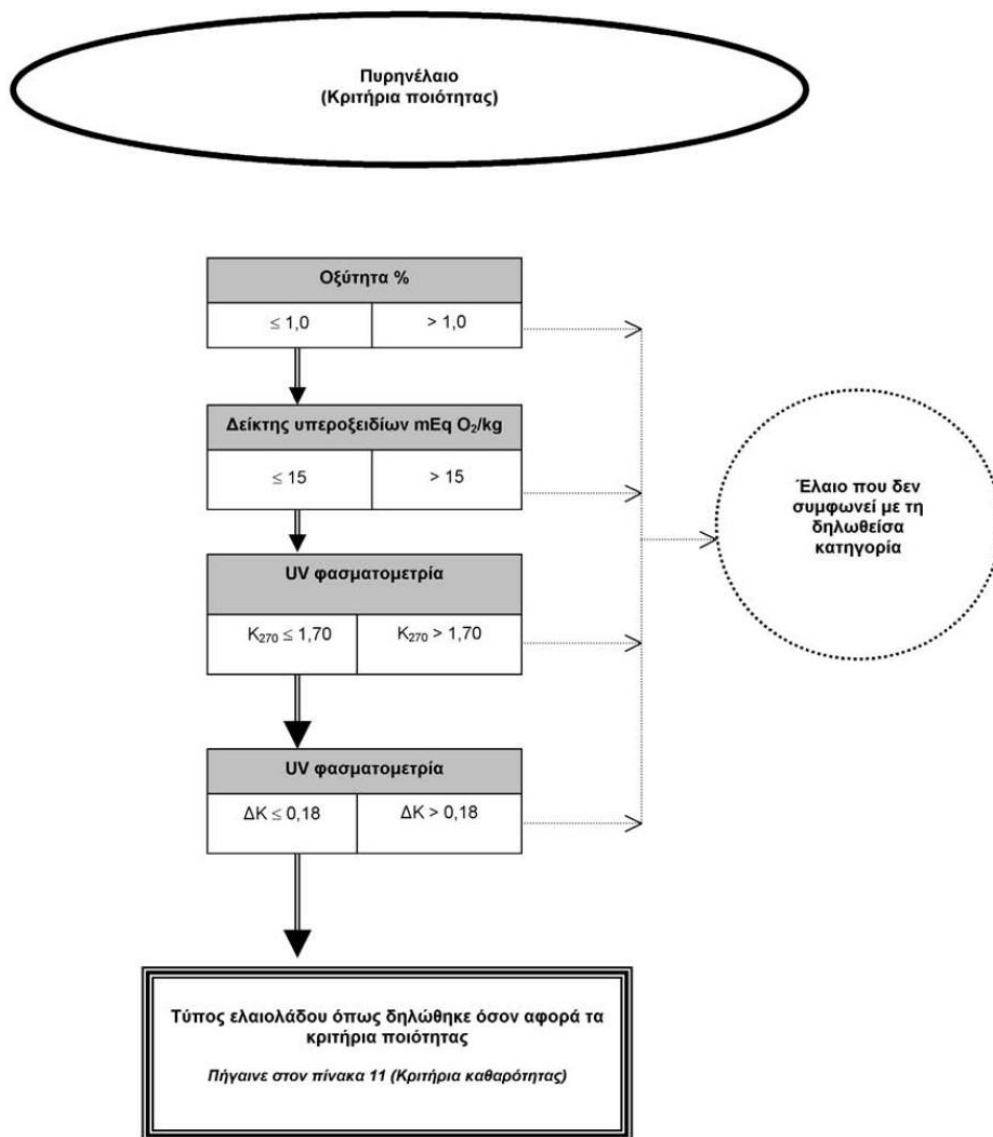 Πυρηνέλαιο
(Κριτήρια ποιότητας)
Οξύτητα %
≤ 1,0 > 1,0
Δείκτης υπεροξειδίων mEq O₂/kg
≤ 15 > 15
Έλαιο που δεν
συμφωνεί με τη
δηλωθείσα
κατηγορία
UV φασματομετρία
K₂₇₀ ≤ 1,70 K₂₇₀ > 1,70
UV φασματομετρία
ΔK ≤ 0,18 ΔK > 0,18
Τύπος ελαιολάδου όπως δηλώθηκε όσον αφορά τα
κριτήρια ποιότητας
Πήγαινε στον πίνακα 11 (Κριτήρια καθαρότητας)